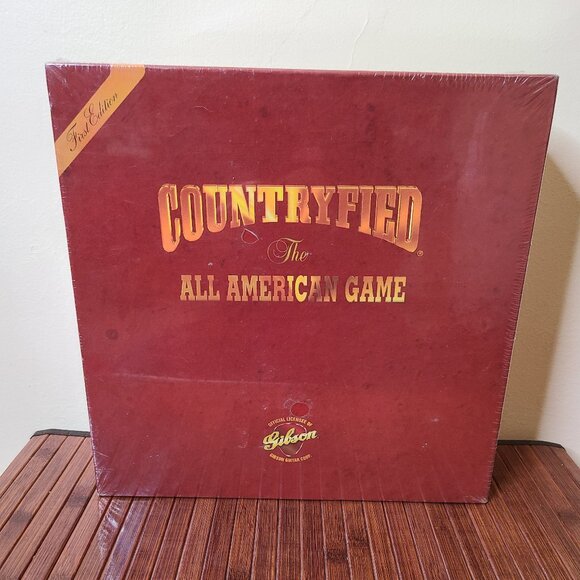 First Edition
COUNTRYFIED®
The
ALL AMERICAN GAME
OFFICIAL LICENSEE OF
Gibson
GIBSON GUITAR CORP.